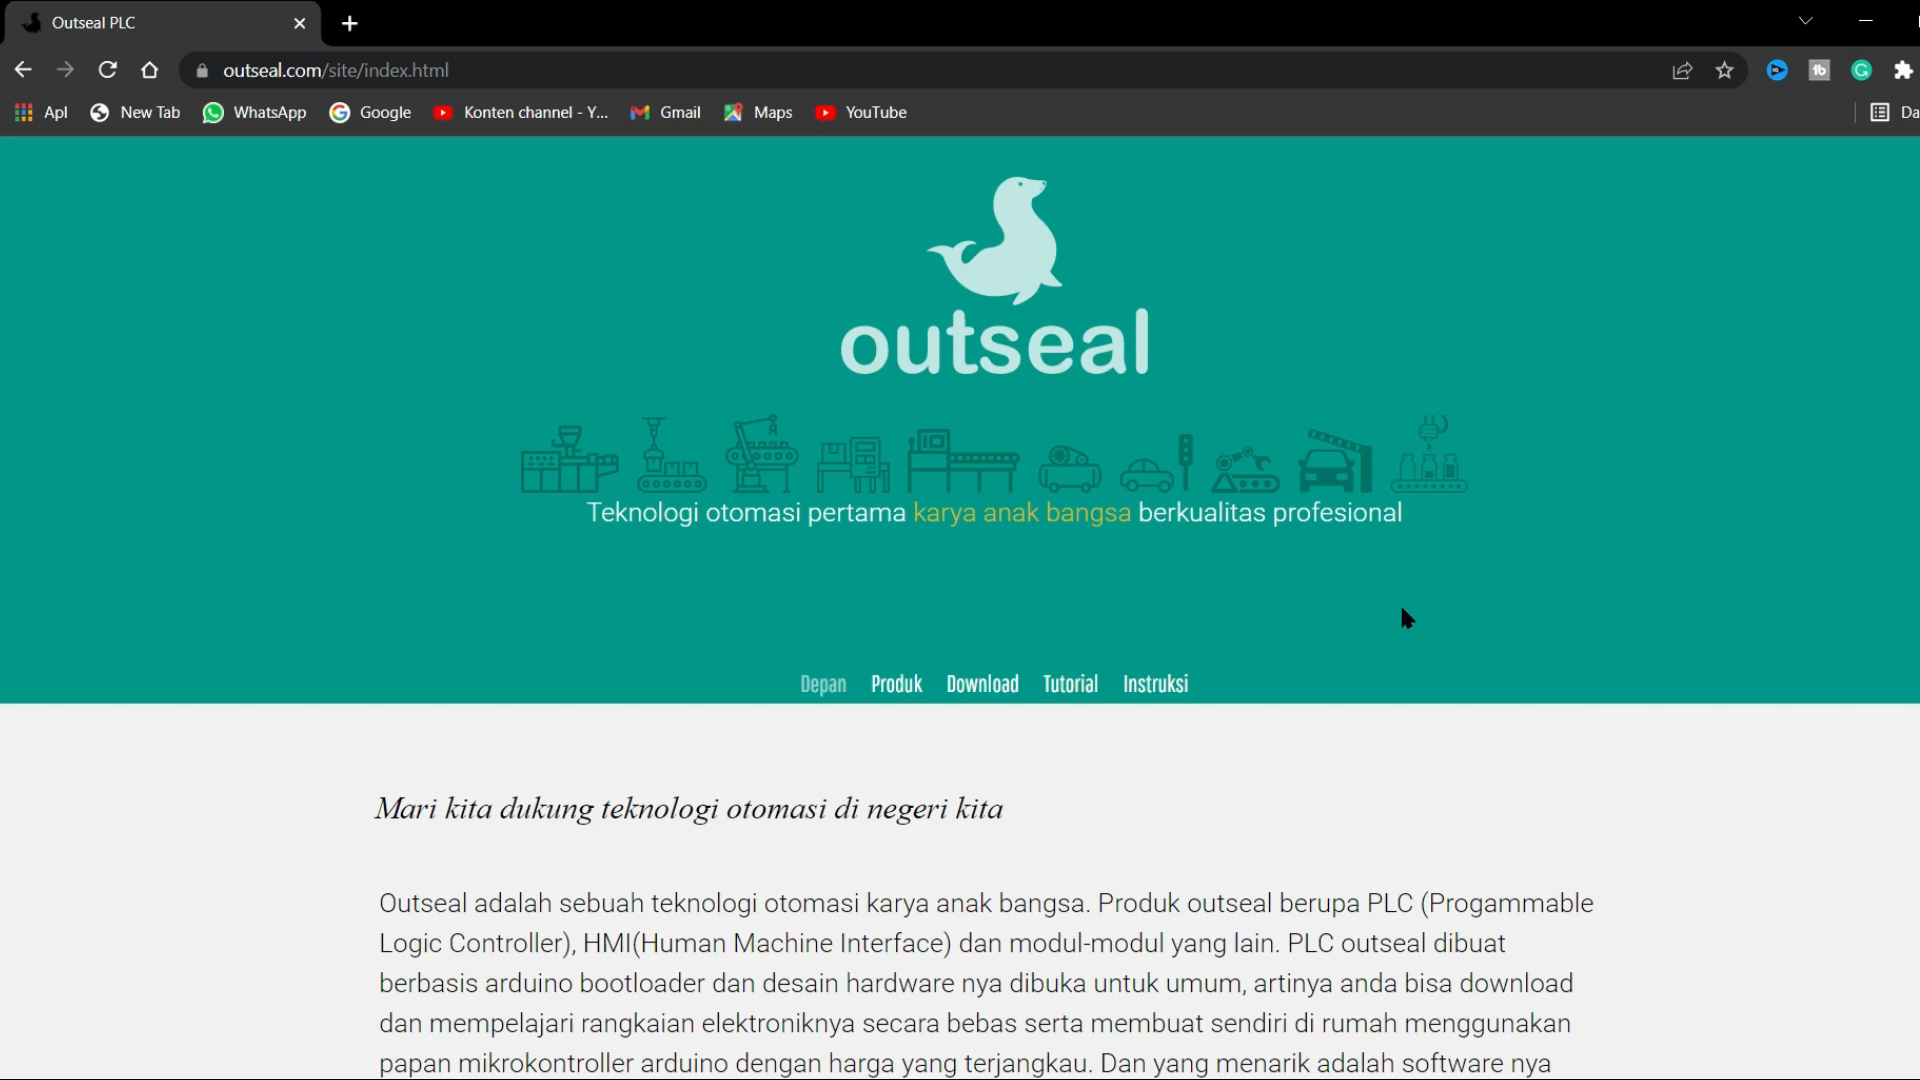 Outseal PLC
outseal.com/site/index.html
Apl New Tab WhatsApp Google Konten channel - Y... Gmail Maps YouTube Da
outseal
Teknologi otomasi pertama karya anak bangsa berkualitas profesional
Depan Produk Download Tutorial Instruksi
Mari kita dukung teknologi otomasi di negeri kita
Outseal adalah sebuah teknologi otomasi karya anak bangsa. Produk outseal berupa PLC (Progammable
Logic Controller), HMI(Human Machine Interface) dan modul-modul yang lain. PLC outseal dibuat
berbasis arduino bootloader dan desain hardware nya dibuka untuk umum, artinya anda bisa download
dan mempelajari rangkaian elektroniknya secara bebas serta membuat sendiri di rumah menggunakan
papan mikrokontroller arduino dengan harga yang terjangkau. Dan yang menarik adalah software nya